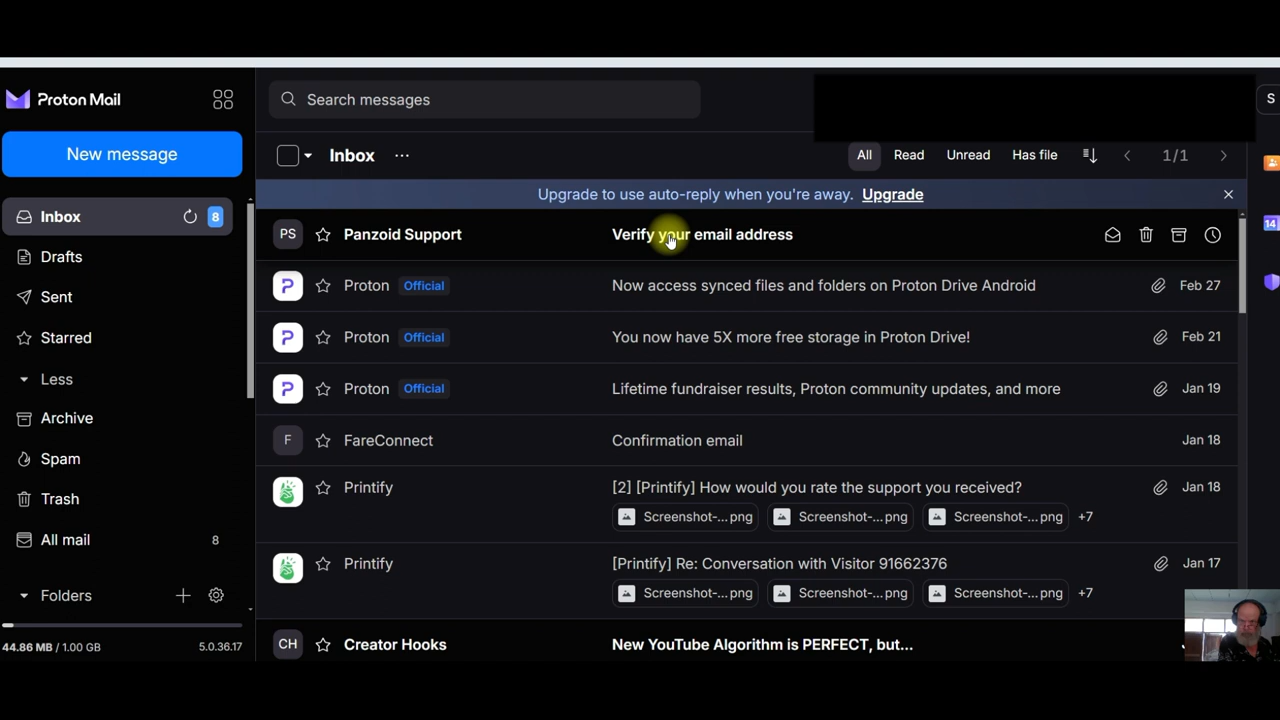 Proton Mail
Search messages
S
New message
Inbox
All Read Unread Has file 1/1
Upgrade to use auto-reply when you're away. Upgrade
Inbox 8
PS Panzoid Support Verify your email address
14
Drafts
Proton Official Now access synced files and folders on Proton Drive Android Feb 27
Sent
Starred
Proton Official You now have 5X more free storage in Proton Drive! Feb 21
Less
Proton Official Lifetime fundraiser results, Proton community updates, and more Jan 19
Archive
F FareConnect Confirmation email Jan 18
Spam
Printify [2] [Printify] How would you rate the support you received? Jan 18
Trash
Screenshot-...png Screenshot-...png Screenshot-...png +7
All mail 8
Printify [Printify] Re: Conversation with Visitor 91662376 Jan 17
Folders
Screenshot-...png Screenshot-...png Screenshot-...png +7
44.86 MB / 1.00 GB 5.0.36.17
CH Creator Hooks New YouTube Algorithm is PERFECT, but...